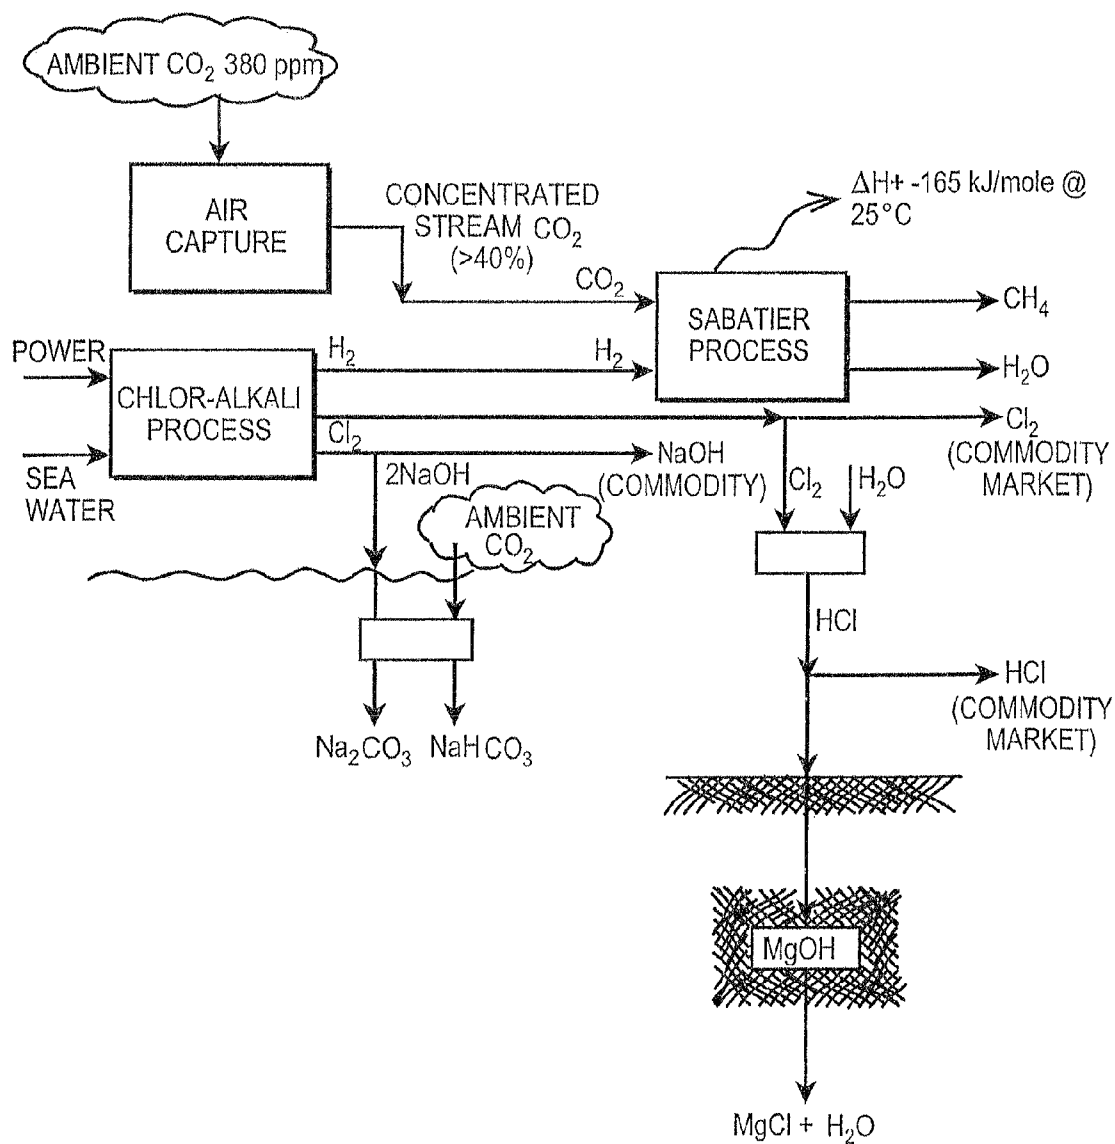 AMBIENT CO₂ 380 ppm
AIR
CAPTURE
CONCENTRATED
STREAM CO₂
(>40%)
ΔH+ -165 kJ/mole @
25°C
CO₂
SABATIER
PROCESS
CH₄
H₂O
POWER
H₂
H₂
CHLOR-ALKALI
PROCESS
Cl₂
Cl₂
(COMMODITY
MARKET)
SEA
WATER
2NaOH
NaOH
(COMMODITY)
Cl₂
H₂O
AMBIENT
CO₂
HCl
HCl
(COMMODITY
MARKET)
Na₂CO₃
NaHCO₃
MgOH
MgCl + H₂O